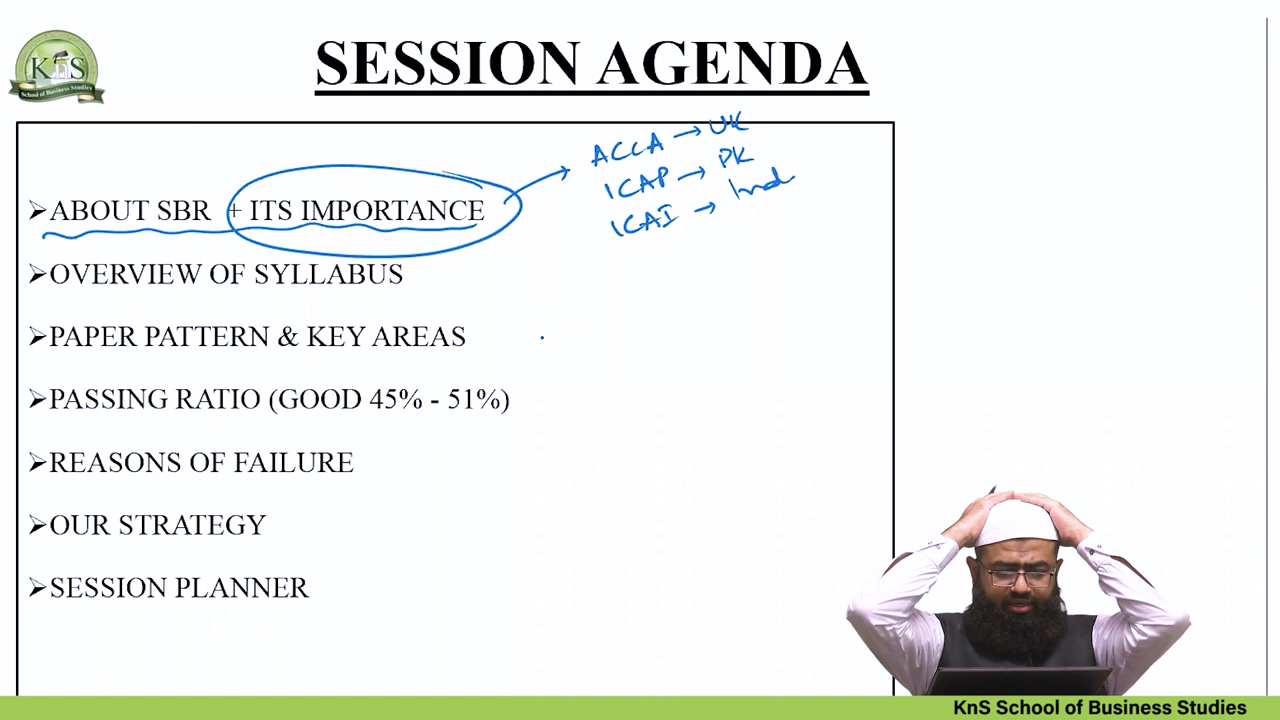 KnS
School of Business Studies
SESSION AGENDA
ACCA → UK
ICAP → PK
ICAI → Ind
➢ABOUT SBR + ITS IMPORTANCE
➢OVERVIEW OF SYLLABUS
➢PAPER PATTERN & KEY AREAS
➢PASSING RATIO (GOOD 45% - 51%)
➢REASONS OF FAILURE
➢OUR STRATEGY
➢SESSION PLANNER
KnS School of Business Studies